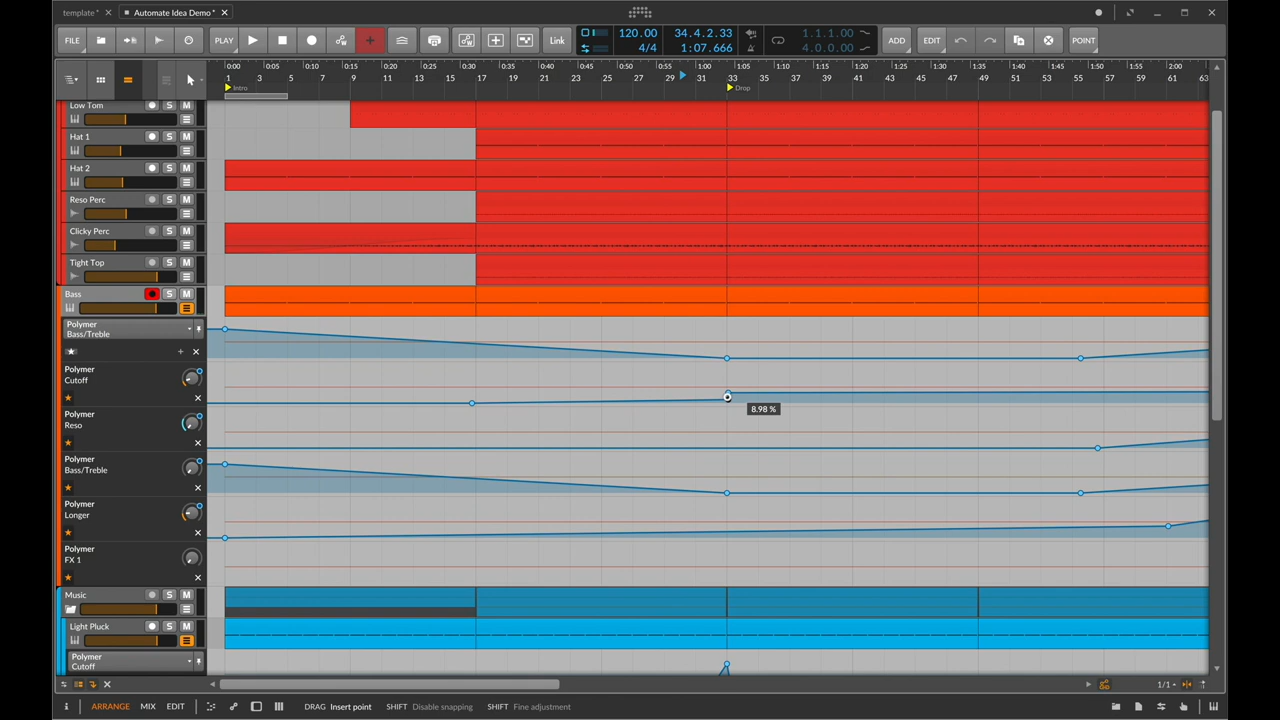 template*
Automate Idea Demo*
FILE
PLAY
Link
120.00
4/4
34.4.2.33
1:07.666
1.1.1.00
4.0.0.00
ADD
EDIT
POINT
0:00 0:05 0:10 0:15 0:20 0:25 0:30 0:35 0:40 0:45 0:50 0:55 1:00 1:05 1:10 1:15 1:20 1:25 1:30 1:35 1:40 1:45 1:50 1:55 2:00
1 3 5 7 9 11 13 15 17 19 21 23 25 27 29 31 33 35 37 39 41 43 45 47 49 51 53 55 57 59 61 63
Intro
Drop
Low Tom
S M
Hat 1
S M
Hat 2
S M
Reso Perc
S M
Clicky Perc
S M
Tight Top
S M
Bass
S M
Polymer
Bass/Treble
Polymer
Cutoff
8.98 %
Polymer
Reso
Polymer
Bass/Treble
Polymer
Longer
Polymer
FX 1
Music
S M
Light Pluck
S M
Polymer
Cutoff
1/1
ARRANGE MIX EDIT
DRAG Insert point SHIFT Disable snapping SHIFT Fine adjustment